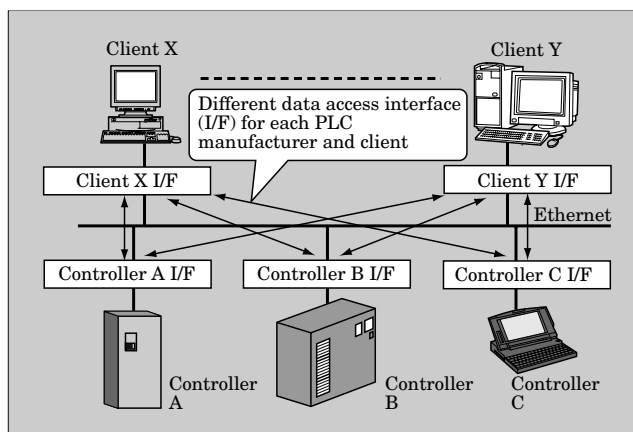 Client X
Client Y
Different data access interface
(I/F) for each PLC
manufacturer and client
Client X I/F
Client Y I/F
Ethernet
Controller A I/F
Controller B I/F
Controller C I/F
Controller
A
Controller
B
Controller
C